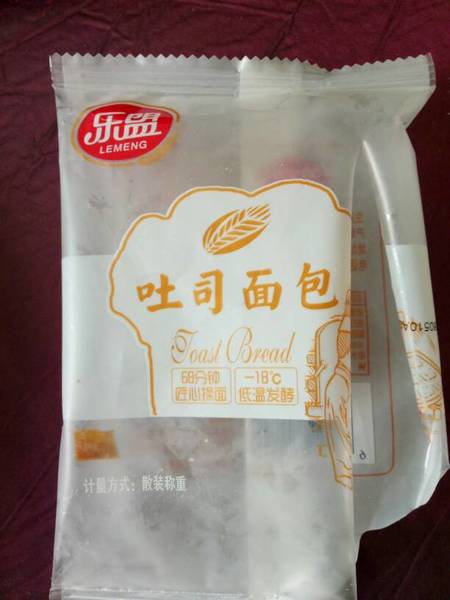 乐盟
LEMENG
吐司面包
Toast Bread
68分钟
匠心揉面
-18℃
低温发酵
计量方式：散装称重